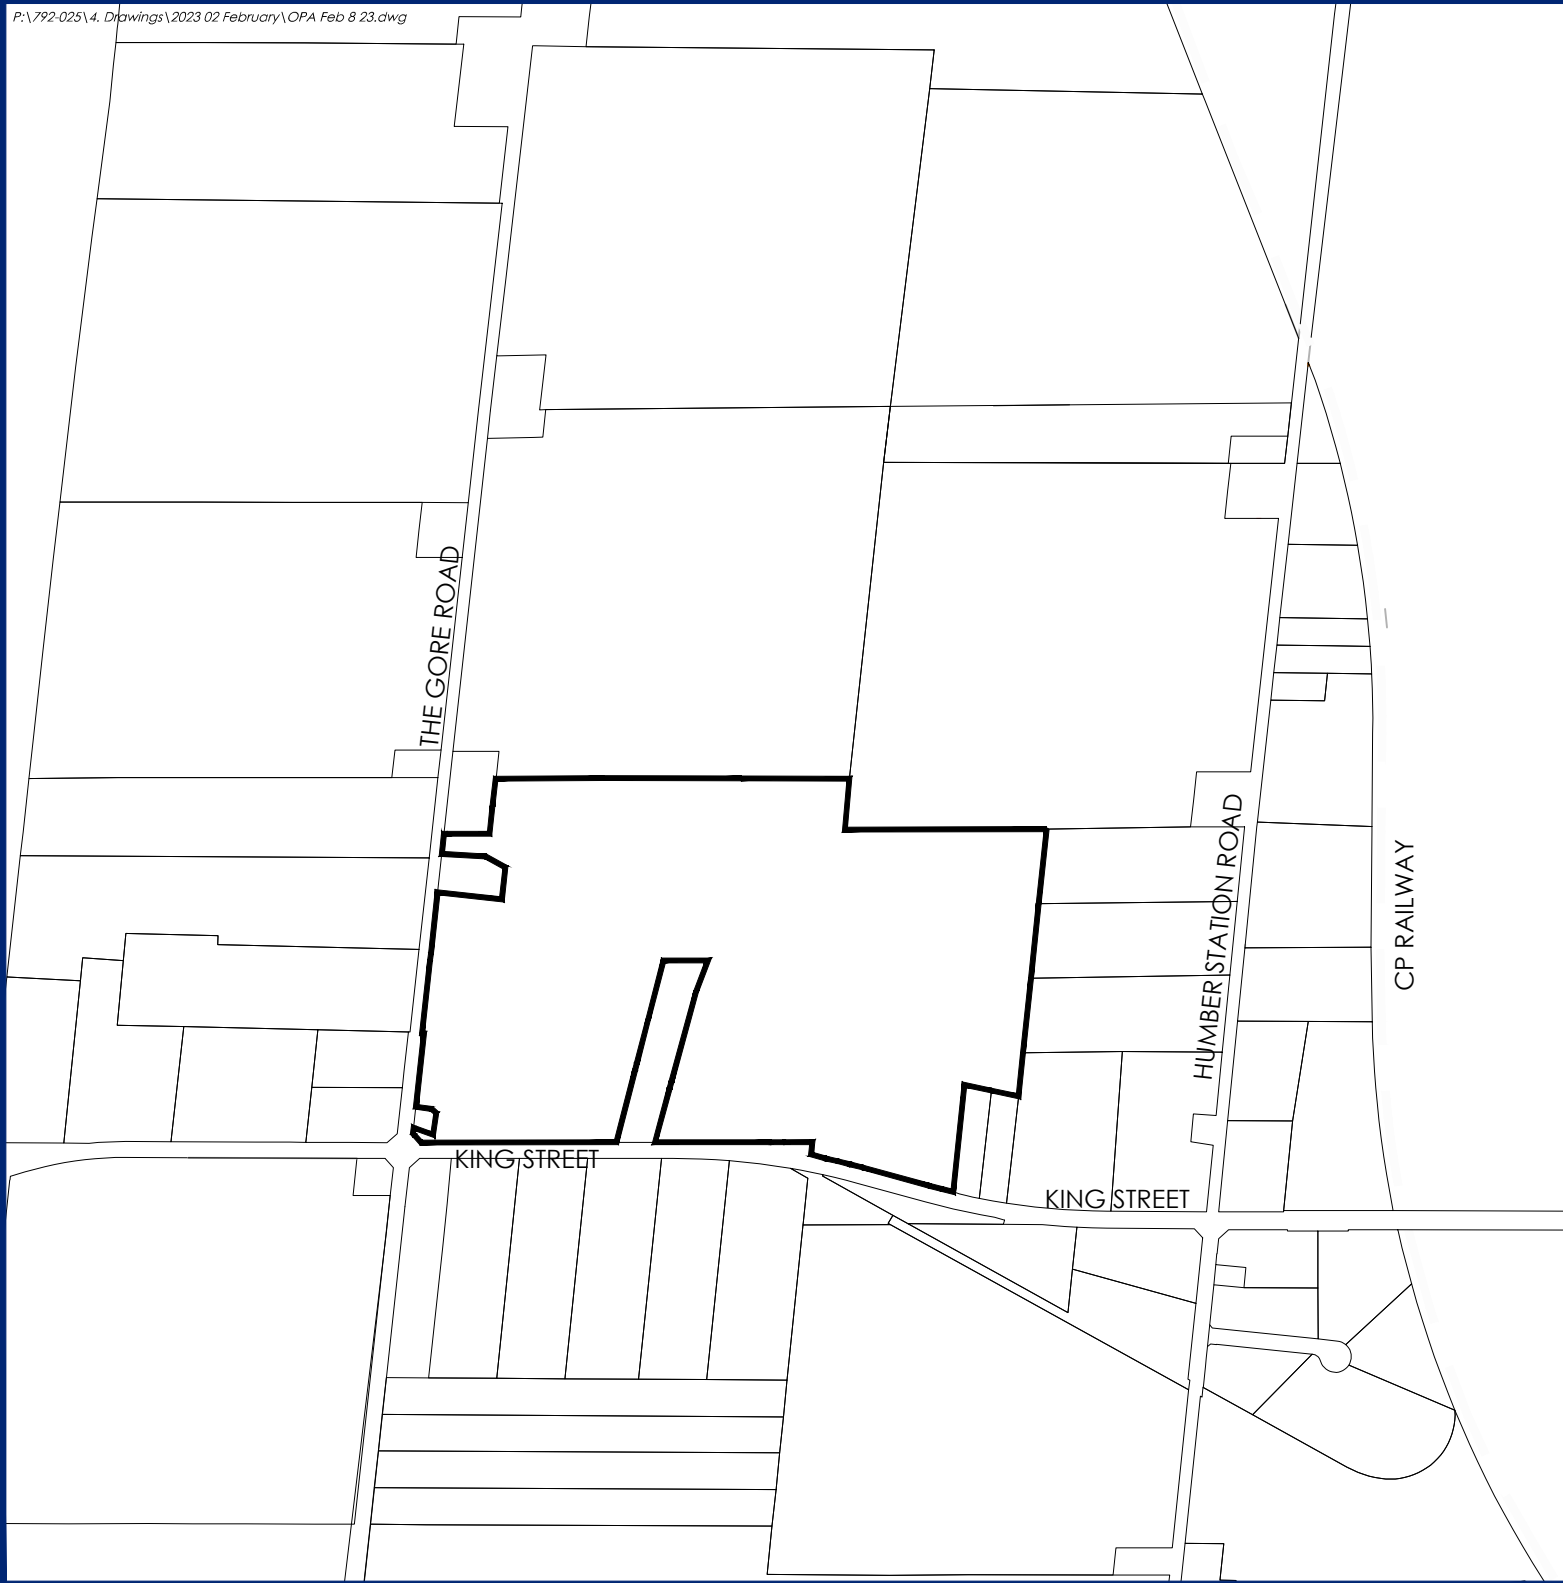 P:\792-025\4. Drawings\2023 02 February\OPA Feb 8 23.dwg
THE GORE ROAD
HUMBER STATION ROAD
CP RAILWAY
KING STREET
KING STREET